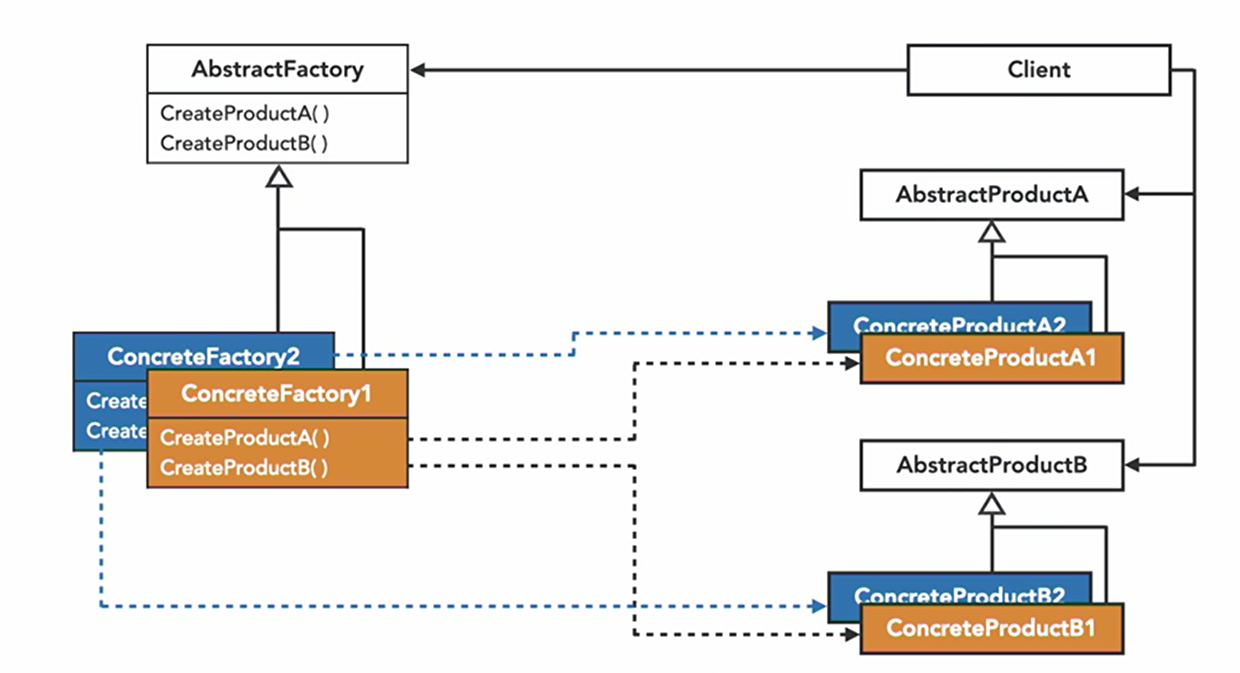 AbstractFactory
CreateProductA( )
CreateProductB( )
Client
AbstractProductA
ConcreteProductA2
ConcreteProductA1
ConcreteFactory2
Create
Create
ConcreteFactory1
CreateProductA( )
CreateProductB( )
AbstractProductB
ConcreteProductB2
ConcreteProductB1